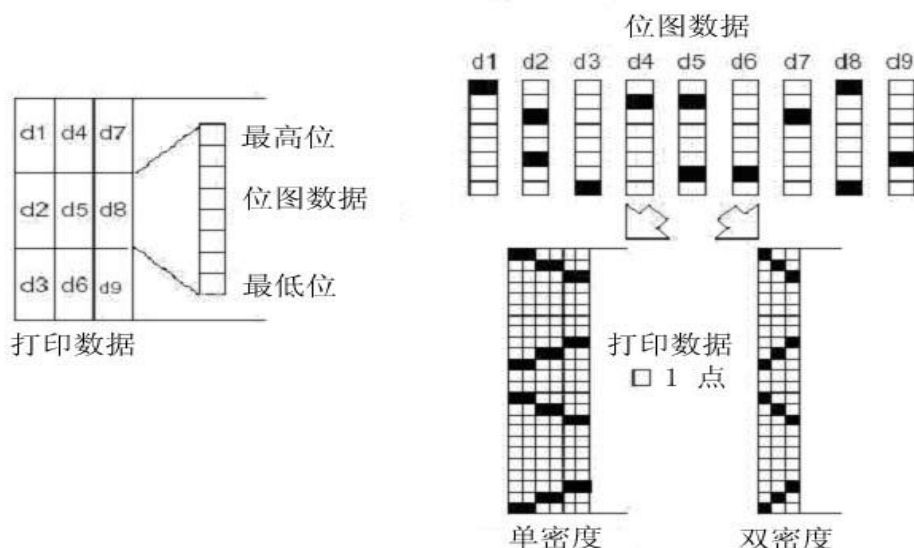 位图数据
d1 d2 d3 d4 d5 d6 d7 d8 d9
d1 d4 d7
d2 d5 d8
d3 d6 d9
最高位
位图数据
最低位
打印数据
打印数据
1 点
单密度
双密度